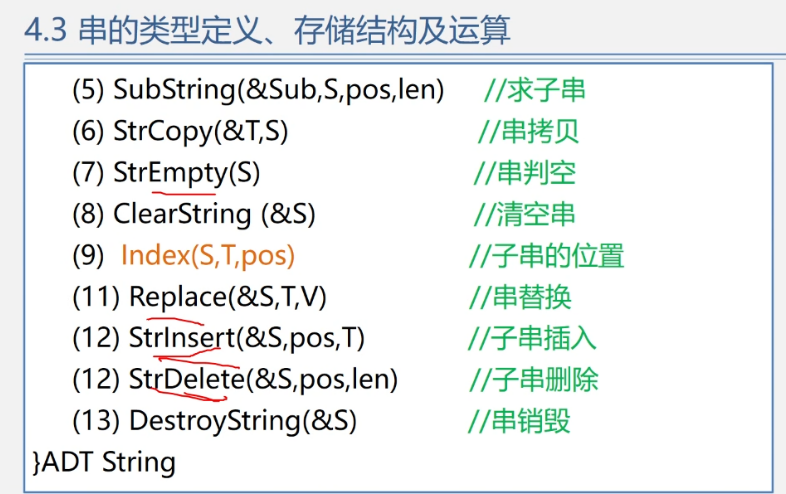 4.3 串的类型定义、存储结构及运算
(5) SubString(&Sub,S,pos,len) //求子串
(6) StrCopy(&T,S) //串拷贝
(7) StrEmpty(S) //串判空
(8) ClearString (&S) //清空串
(9) Index(S,T,pos) //子串的位置
(11) Replace(&S,T,V) //串替换
(12) StrInsert(&S,pos,T) //子串插入
(12) StrDelete(&S,pos,len) //子串删除
(13) DestroyString(&S) //串销毁
}ADT String